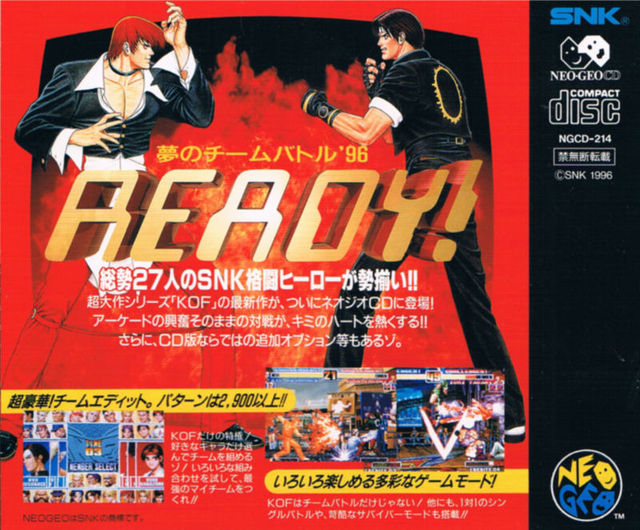 SNK®
NEO・GEO CD
COMPACT
disc
NGCD-214
禁無断転載
©SNK 1996
夢のチームバトル'96
READY!
総勢27人のSNK格闘ヒーローが勢揃い!!
超大作シリーズ「KOF」の最新作が、ついにネオジオCDに登場!
アーケードの興奮そのままの対戦が、キミのハートを熱くする!!
さらに、CD版ならではの追加オプション等もあるゾ。
超豪華!チームエディット。パターンは2,900以上!!
MEMBER SELECT
KOFだけの特権!
好きなキャラだけ選
んでチームを組める
ゾ!いろいろな組み
合わせを試して、最
強のマイチームをつ
くれ!!
いろいろ楽しめる多彩なゲームモード!
KOFはチームバトルだけじゃない!他にも、1対1のシン
グルバトルや、苛酷なサバイバーモードも搭載!!
NEOGEOはSNKの商標です。
NEO
GEO
TM